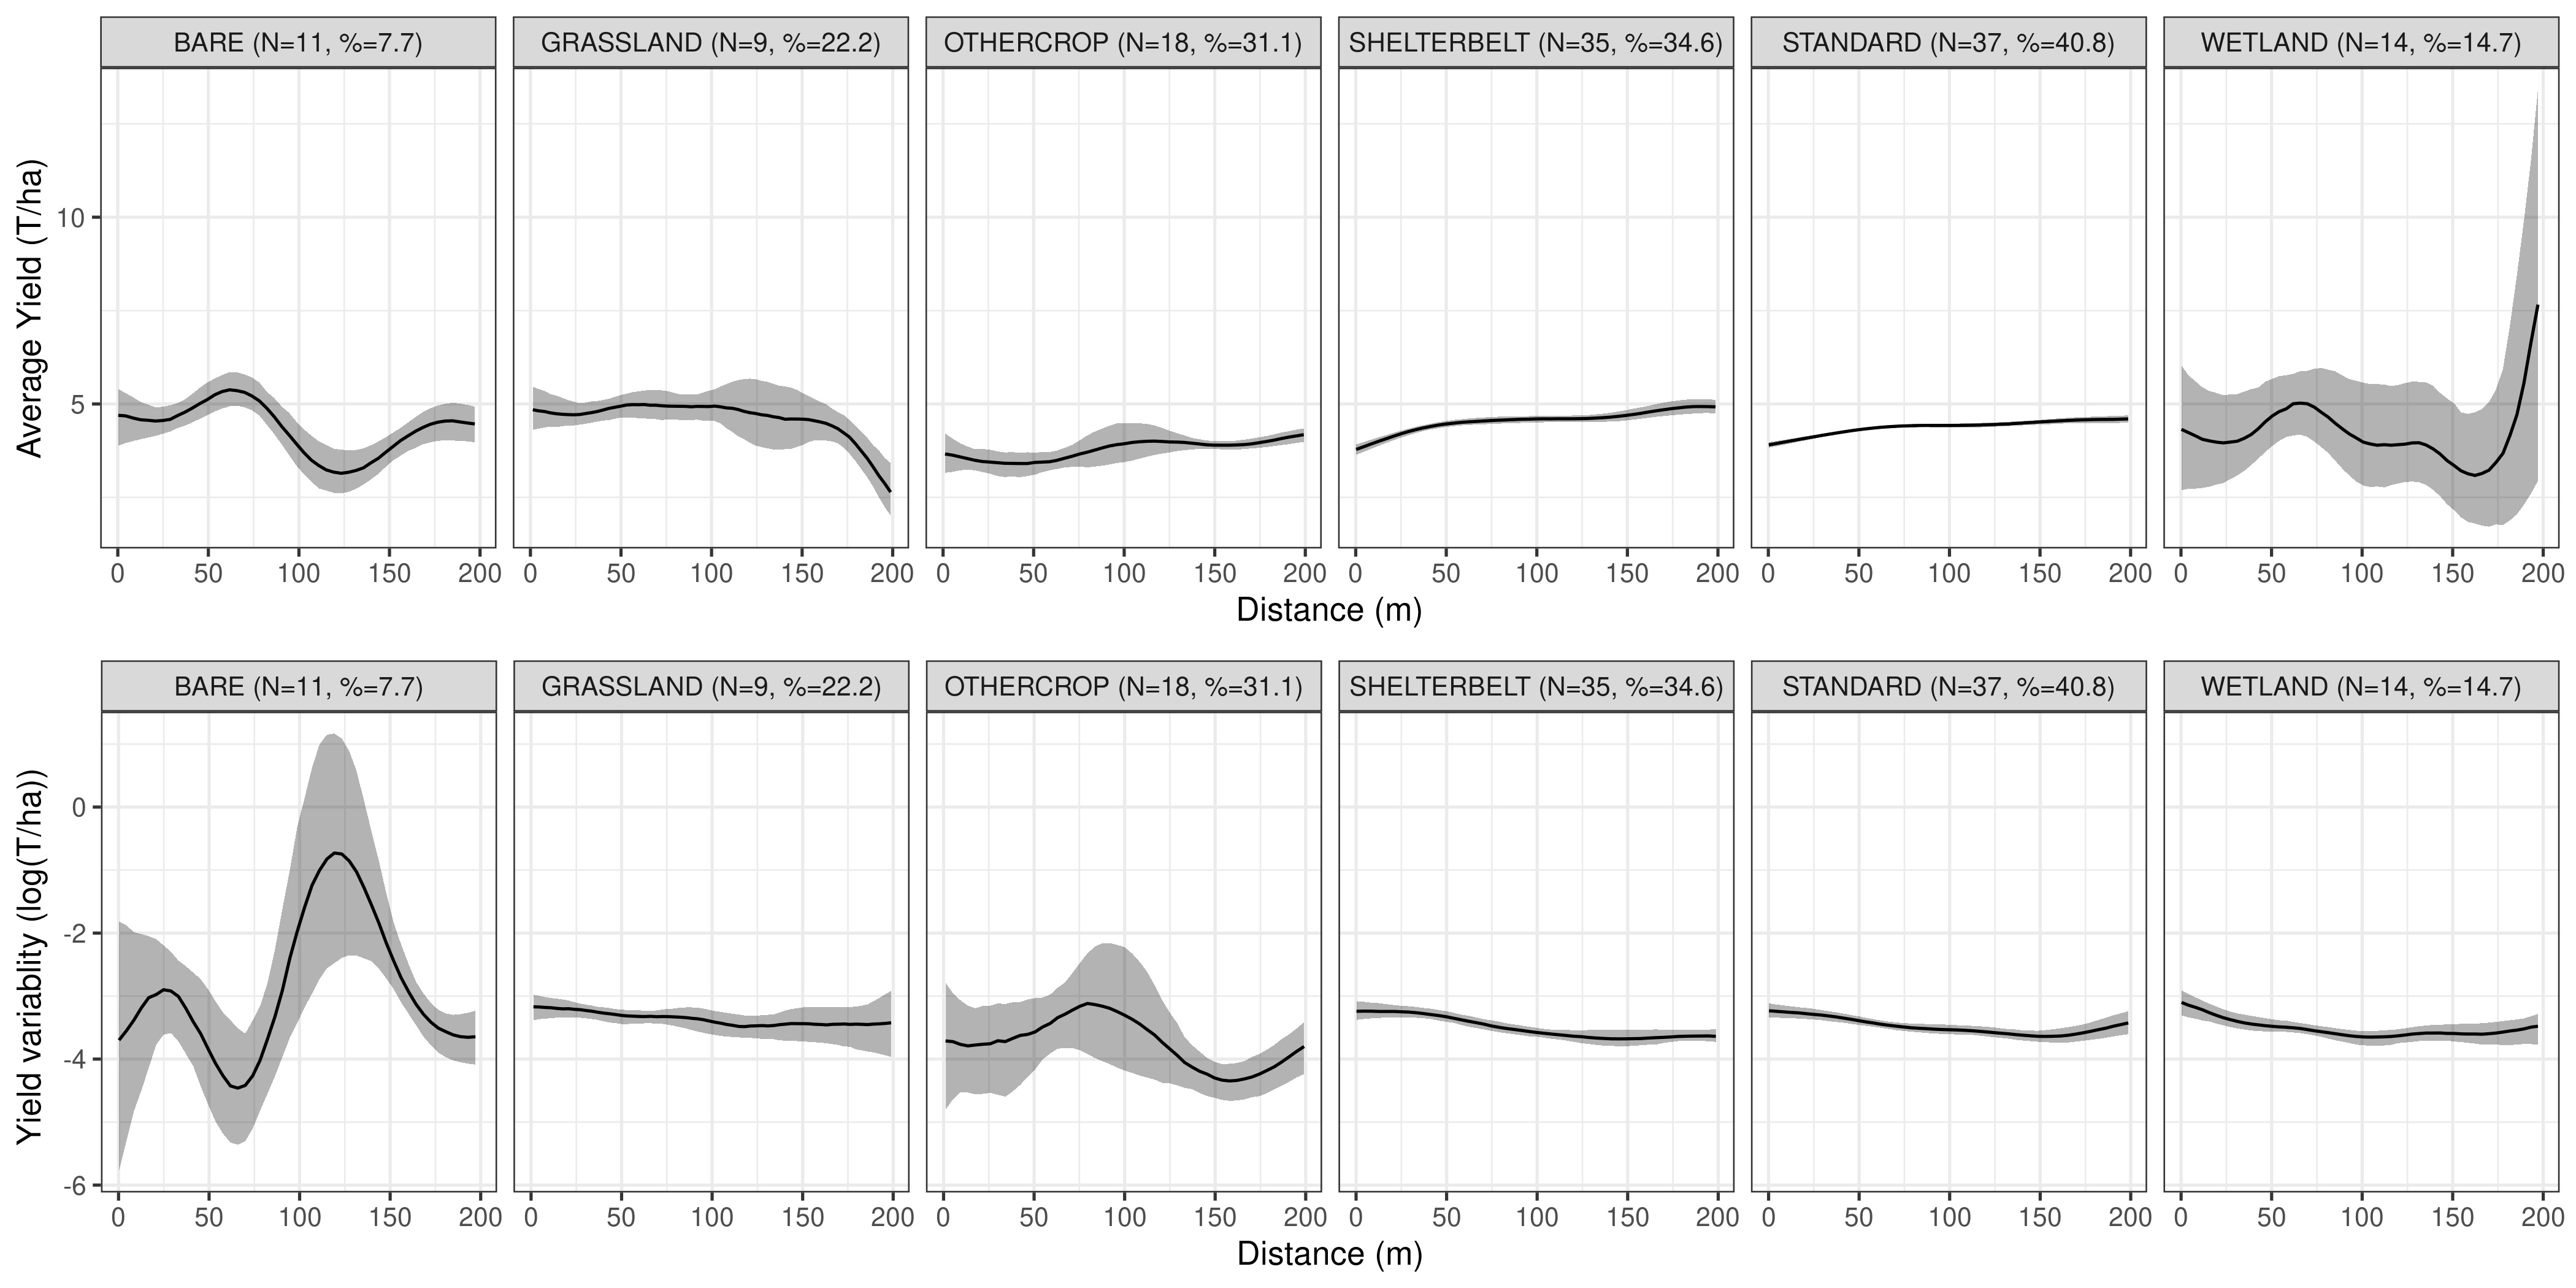 BARE (N=11, %=7.7) GRASSLAND (N=9, %=22.2) OTHERCROP (N=18, %=31.1) SHELTERBELT (N=35, %=34.6) STANDARD (N=37, %=40.8) WETLAND (N=14, %=14.7)
Average Yield (T/ha)
10
5
0 50 100 150 200 0 50 100 150 200 0 50 100 150 200 0 50 100 150 200 0 50 100 150 200 0 50 100 150 200
Distance (m)
BARE (N=11, %=7.7) GRASSLAND (N=9, %=22.2) OTHERCROP (N=18, %=31.1) SHELTERBELT (N=35, %=34.6) STANDARD (N=37, %=40.8) WETLAND (N=14, %=14.7)
Yield variablity (log(T/ha))
0
-2
-4
-6
0 50 100 150 200 0 50 100 150 200 0 50 100 150 200 0 50 100 150 200 0 50 100 150 200 0 50 100 150 200
Distance (m)